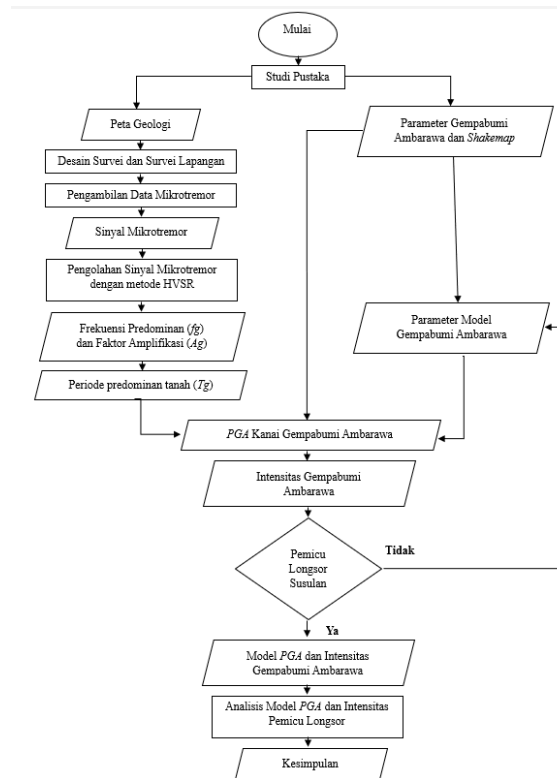 Mulai
Studi Pustaka
Peta Geologi
Desain Survei dan Survei Lapangan
Pengambilan Data Mikrotremor
Sinyal Mikrotremor
Pengolahan Sinyal Mikrotremor
dengan metode HVSR
Frekuensi Predominan (fg)
dan Faktor Amplifikasi (Ag)
Periode predominan tanah (Tg)
Parameter Gempabumi
Ambarawa dan Shakemap
Parameter Model
Gempabumi Ambarawa
PGA Kanai Gempabumi Ambarawa
Intensitas Gempabumi
Ambarawa
Pemicu
Longsor
Susulan
Tidak
Ya
Model PGA dan Intensitas
Gempabumi Ambarawa
Analisis Model PGA dan Intensitas
Pemicu Longsor
Kesimpulan